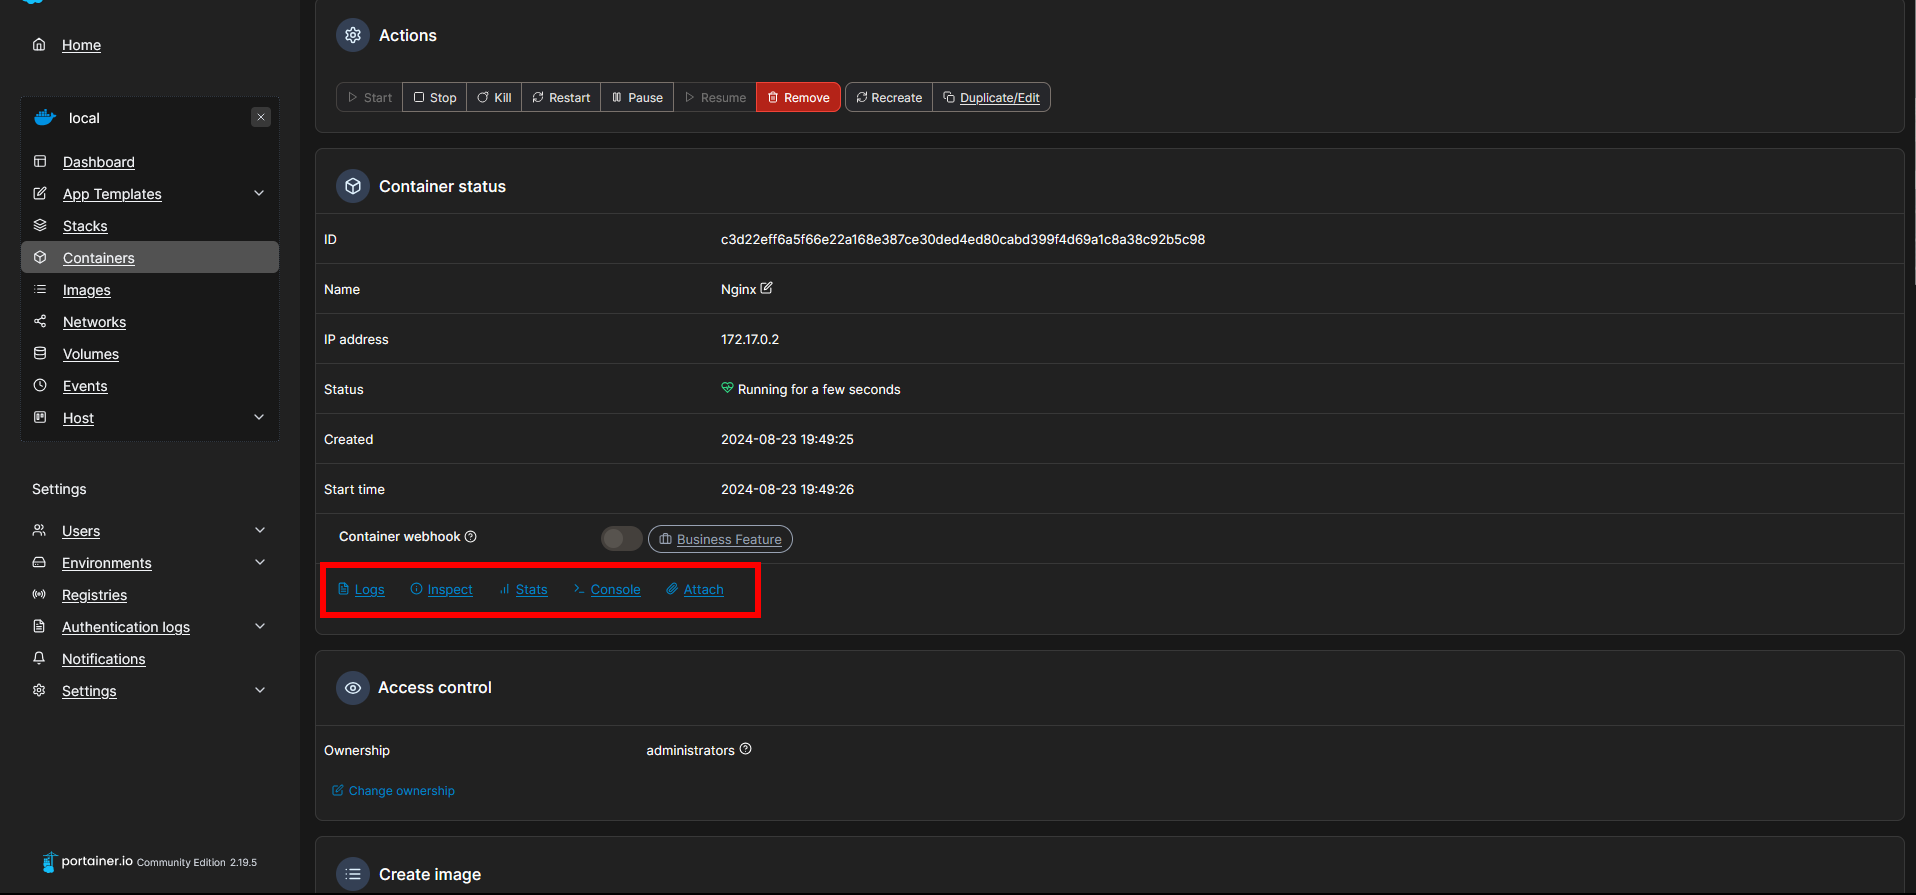 Home
local
Dashboard
App Templates
Stacks
Containers
Images
Networks
Volumes
Events
Host
Settings
Users
Environments
Registries
Authentication logs
Notifications
Settings
portainer.io Community Edition 2.19.5
Actions
Start Stop Kill Restart Pause Resume Remove Recreate Duplicate/Edit
Container status
ID c3d22eff6a5f66e22a168e387ce30ded4ed80cabd399f4d69a1c8a38c92b5c98
Name Nginx
IP address 172.17.0.2
Status Running for a few seconds
Created 2024-08-23 19:49:25
Start time 2024-08-23 19:49:26
Container webhook Business Feature
Logs Inspect Stats Console Attach
Access control
Ownership administrators
Change ownership
Create image